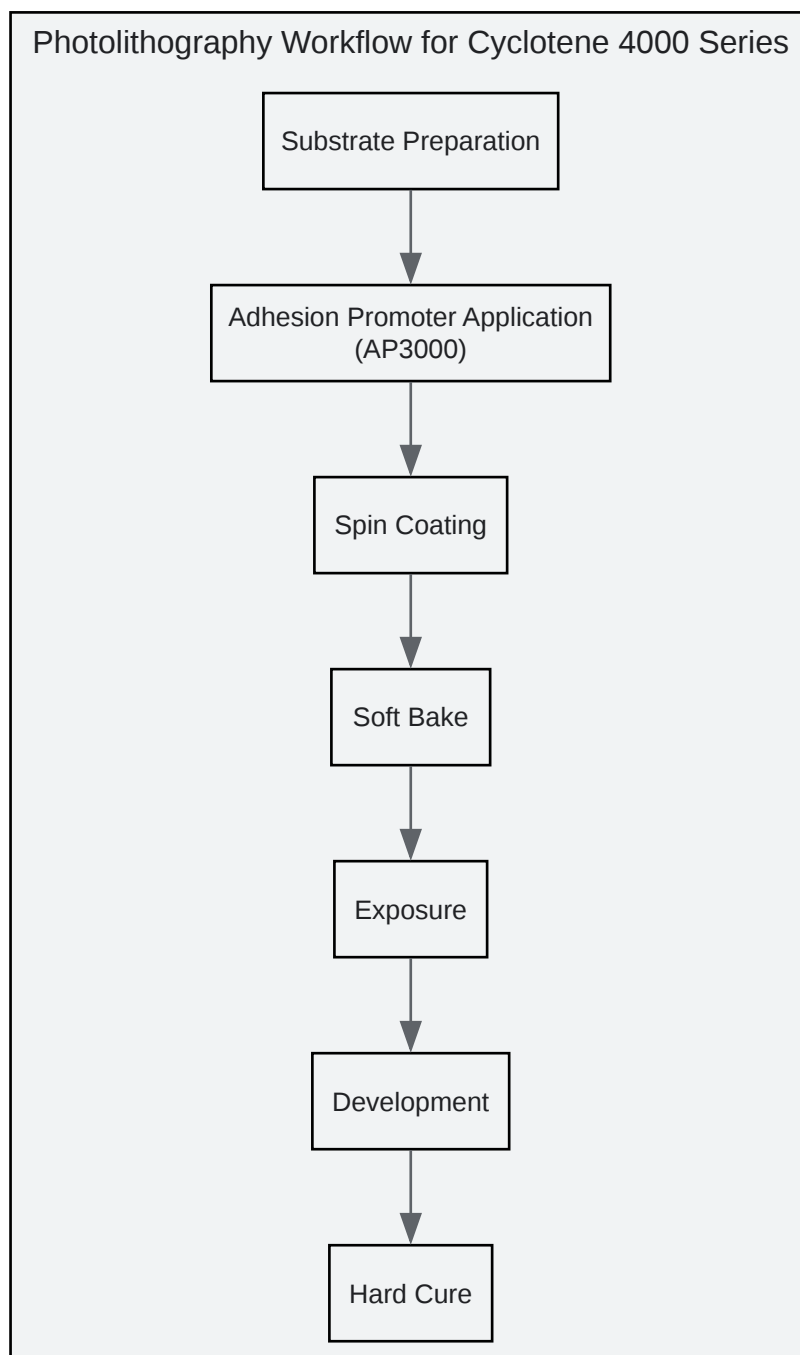 Photolithography Workflow for Cyclotene 4000 Series
Substrate Preparation
Adhesion Promoter Application
(AP3000)
Spin Coating
Soft Bake
Exposure
Development
Hard Cure